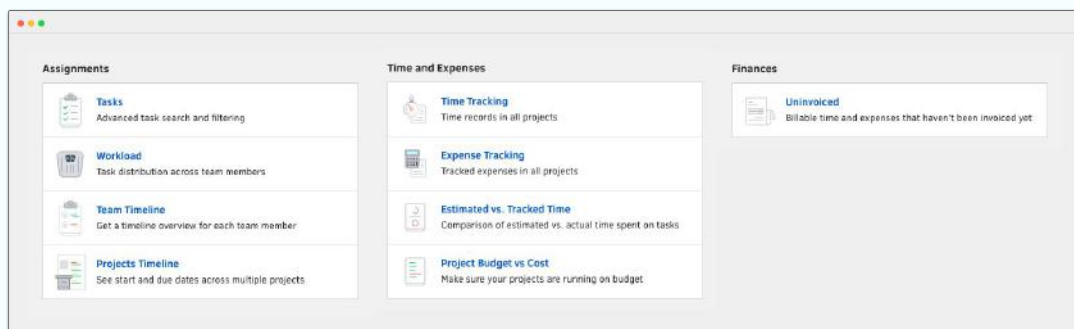 Assignments
Tasks
Advanced task search and filtering
Workload
Task distribution across team members
Team Timeline
Get a timeline overview for each team member
Projects Timeline
See start and due dates across multiple projects
Time and Expenses
Time Tracking
Time records in all projects
Expense Tracking
Tracked expenses in all projects
Estimated vs. Tracked Time
Comparison of estimated vs. actual time spent on tasks
Project Budget vs Cost
Make sure your projects are running on budget
Finances
Uninvoiced
Billable time and expenses that haven't been invoiced yet